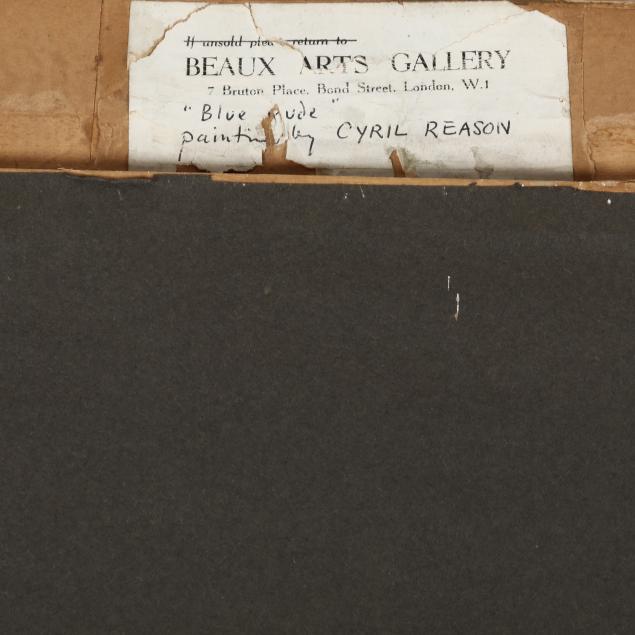 If unsold please return to
BEAUX ARTS GALLERY
7 Bruton Place, Bond Street, London, W.1
"Blue Nude"
painting by CYRIL REASON